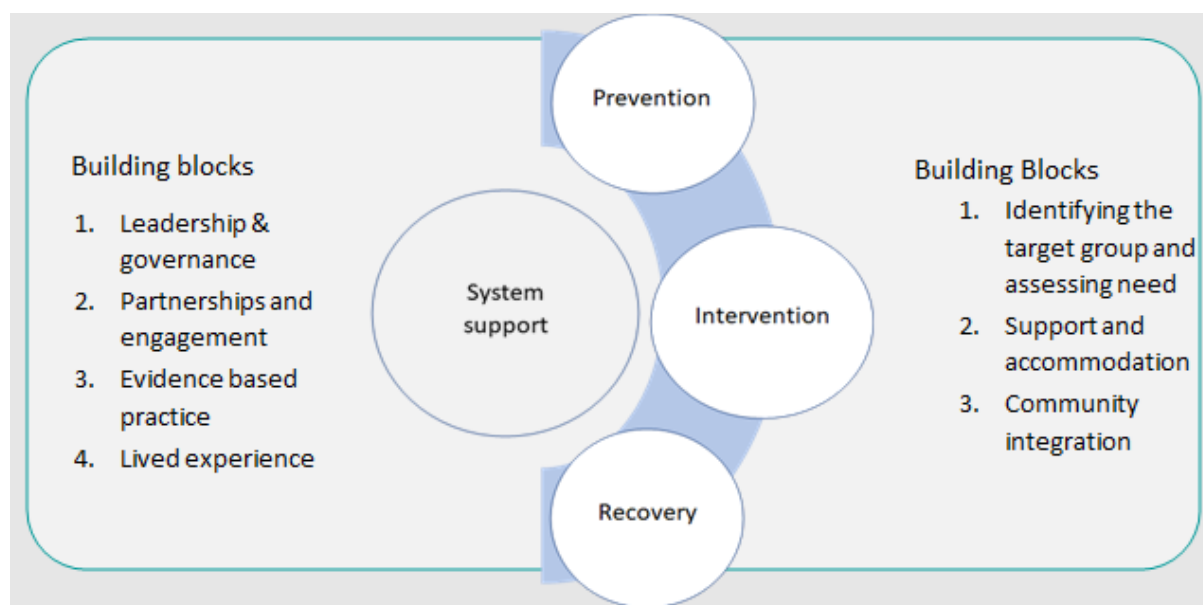 Building blocks
1. Leadership &
governance
2. Partnerships and
engagement
3. Evidence based
practice
4. Lived experience
System
support
Prevention
Intervention
Recovery
Building Blocks
1. Identifying the
target group and
assessing need
2. Support and
accommodation
3. Community
integration